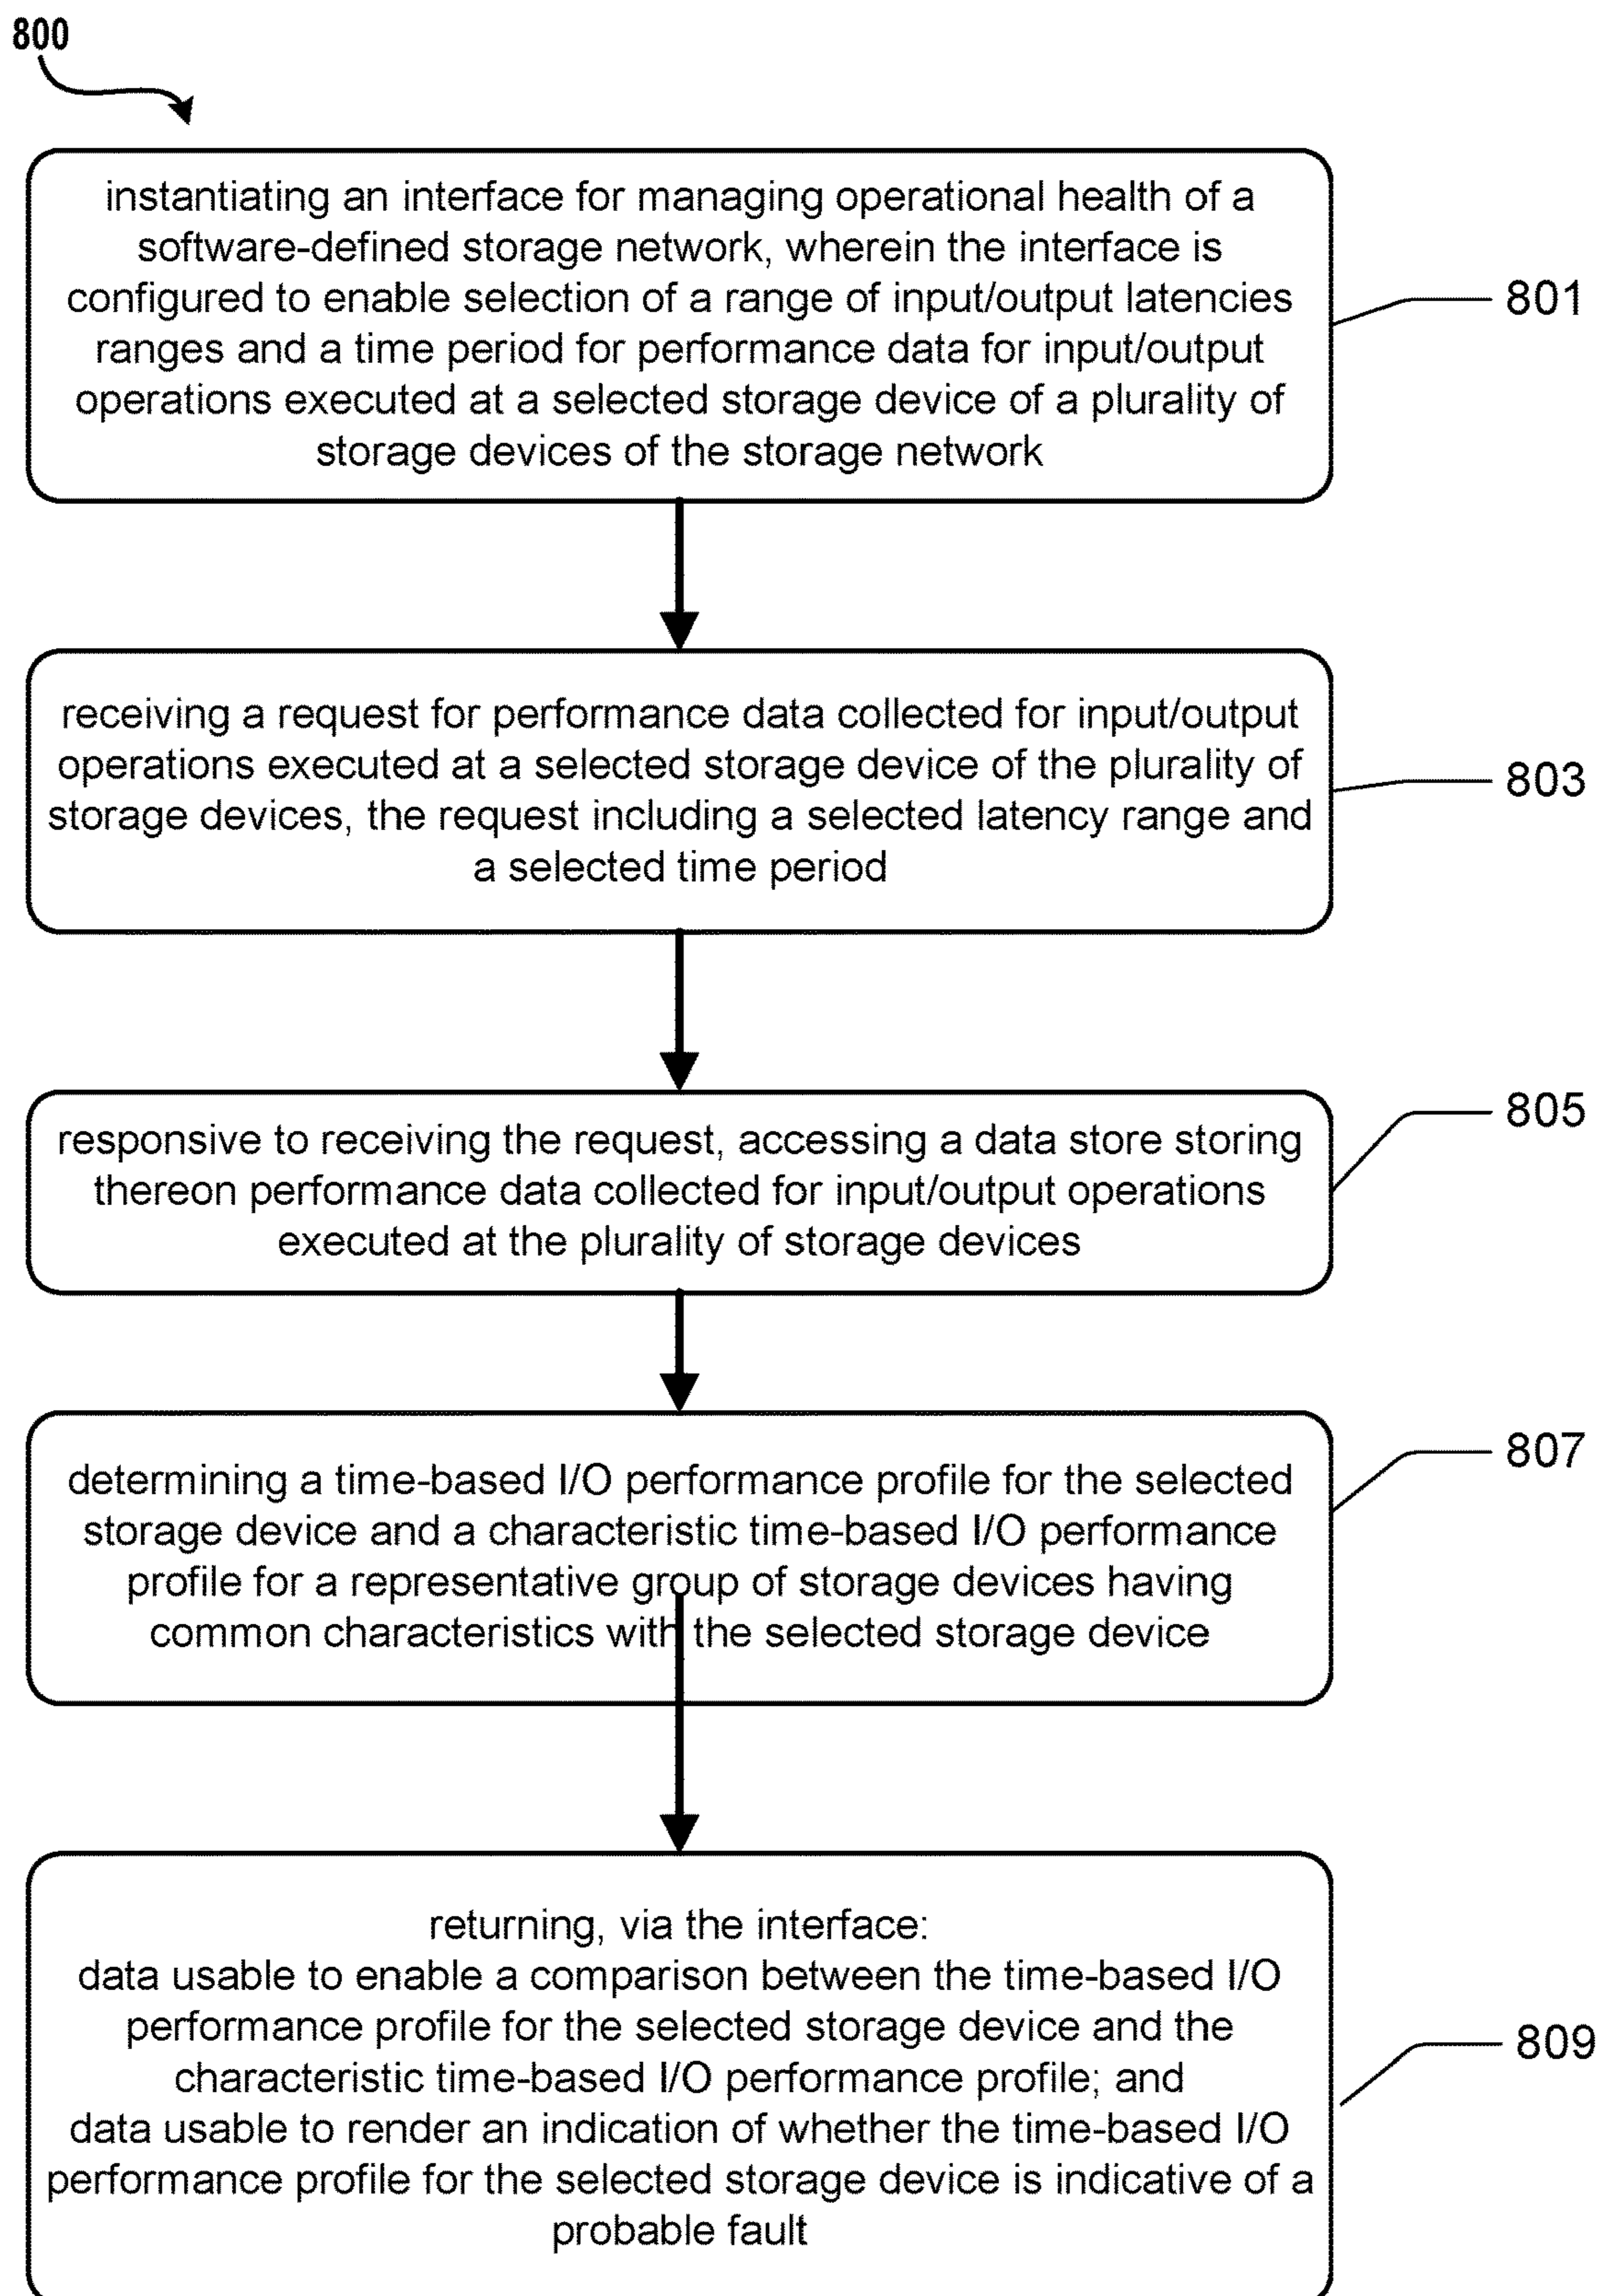 800
instantiating an interface for managing operational health of a
software-defined storage network, wherein the interface is
configured to enable selection of a range of input/output latencies
ranges and a time period for performance data for input/output
operations executed at a selected storage device of a plurality of
storage devices of the storage network
801
receiving a request for performance data collected for input/output
operations executed at a selected storage device of the plurality of
storage devices, the request including a selected latency range and
a selected time period
803
responsive to receiving the request, accessing a data store storing
thereon performance data collected for input/output operations
executed at the plurality of storage devices
805
determining a time-based I/O performance profile for the selected
storage device and a characteristic time-based I/O performance
profile for a representative group of storage devices having
common characteristics with the selected storage device
807
returning, via the interface:
data usable to enable a comparison between the time-based I/O
performance profile for the selected storage device and the
characteristic time-based I/O performance profile; and
data usable to render an indication of whether the time-based I/O
performance profile for the selected storage device is indicative of a
probable fault
809